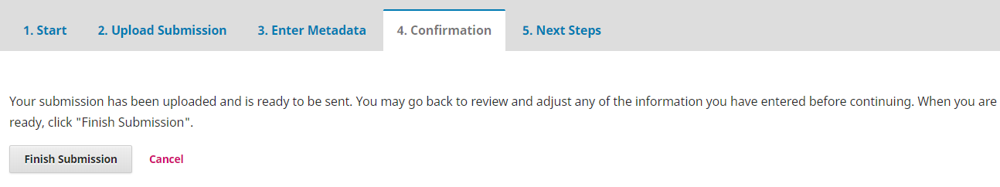 1. Start 2. Upload Submission 3. Enter Metadata 4. Confirmation 5. Next Steps
Your submission has been uploaded and is ready to be sent. You may go back to review and adjust any of the information you have entered before continuing. When you are
ready, click "Finish Submission".
Finish Submission Cancel